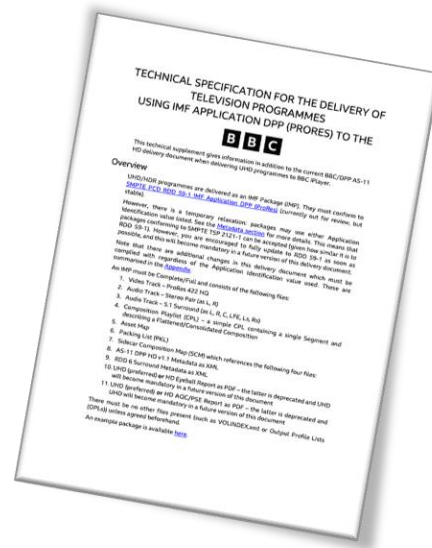 TECHNICAL SPECIFICATION FOR THE DELIVERY OF
TELEVISION PROGRAMMES
USING IMF APPLICATION DPP (PRORES) TO THE
BBC
This technical supplement gives information in addition to the current BBC/DPP AS-11
HD delivery document when delivering UHD programmes to BBC iPlayer.
Overview
UHD/HDR programmes are delivered as an IMF Package (IMP). They must conform to
SMPTE PCD RDD 59-1 IMF Application DPP (ProRes) (currently out for review, but
stable).
However, there is a temporary relaxation: packages may use either Application
Identification value listed. See the Metadata section for more details. This means that
packages conforming to SMPTE TSP 2121-1 can be accepted (given how similar it is to
RDD 59-1). However, you are encouraged to fully update to RDD 59-1 as soon as
possible, and this will become mandatory in a future version of this delivery document.
Note that there are additional changes in this delivery document which must be
complied with regardless of the Application Identification value used. These are
summarised in the Appendix.
An IMP must be Complete/Full and consists of the following files:
1. Video Track – ProRes 422 HQ
2. Audio Track – Stereo Pair (as L, R)
3. Audio Track – 5.1 Surround (as L, R, C, LFE, Ls, Rs)
4. Composition Playlist (CPL) – a simple CPL, containing a single Segment and
describing a Flattened/Consolidated Composition
5. Asset Map
6. Packing List (PKL)
7. Sidecar Composition Map (SCM) which references the following four files:
8. AS-11 DPP HD v1.1 Metadata as XML
9. RDD 6 Surround Metadata as XML
10. UHD (preferred) or HD Eyeball Report as PDF – the latter is deprecated and UHD
will become mandatory in a future version of this document
11. UHD (preferred) or HD AQC/PSE Report as PDF – the latter is deprecated and
UHD will become mandatory in a future version of this document
There must be no other files present (such as VOLINDEX.xml or Output Profile Lists
(OPLs)) unless agreed beforehand.
An example package is available here.